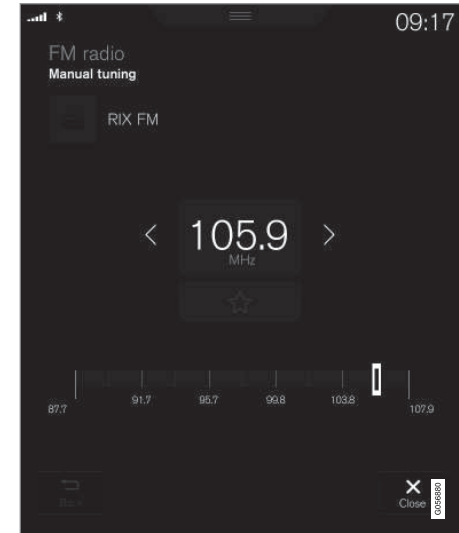 09:17
FM radio
Manual tuning
RIX FM
105.9
MHz
87.7 91.7 95.7 99.8 103.8 107.9
Back
Close
G056880